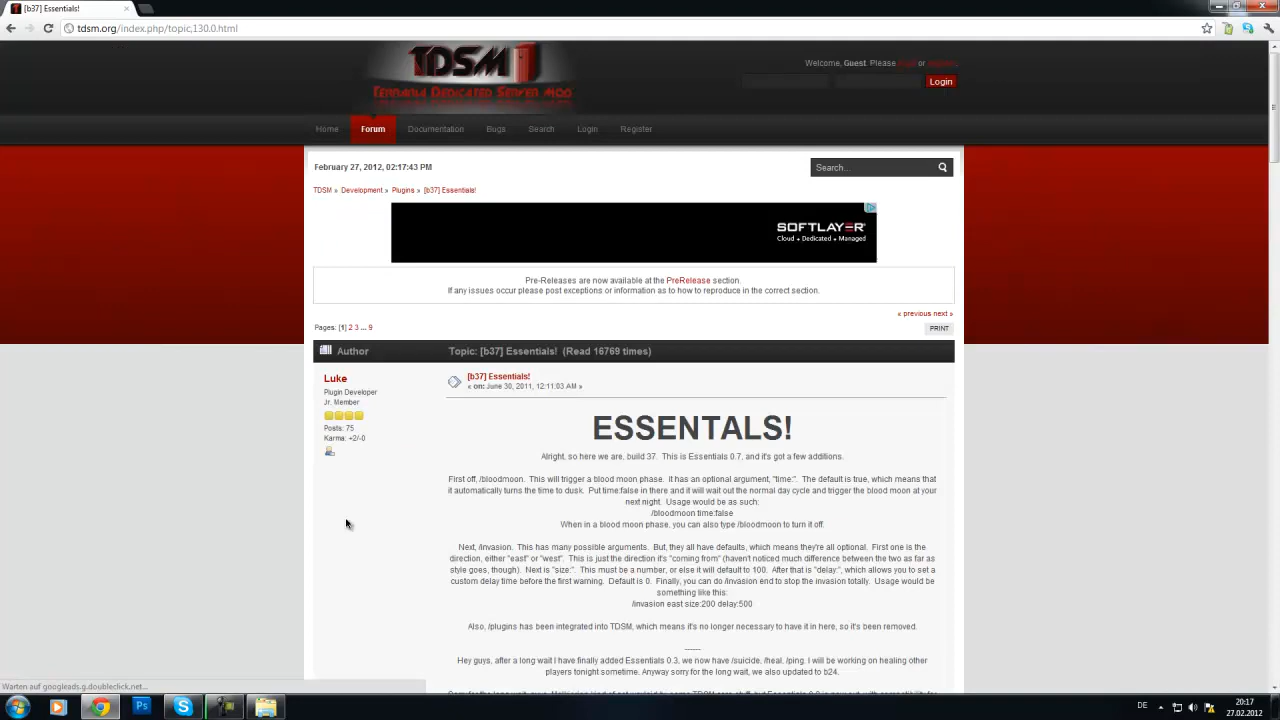 [b37] Essentials!
tdsm.org/index.php/topic,130.0.html
TDSM
TERRARIA DEDICATED SERVER MOD
Welcome, Guest. Please login or register.
Login
Home Forum Documentation Bugs Search Login Register
February 27, 2012, 02:17:43 PM
Search...
TDSM » Development » Plugins » [b37] Essentials!
SOFTLAYER
Cloud • Dedicated • Managed
Pre-Releases are now available at the PreRelease section.
If any issues occur please post exceptions or information as to how to reproduce in the correct section.
« previous next »
Pages: [1] 2 3 ... 9
PRINT
Author
Topic: [b37] Essentials! (Read 16769 times)
Luke
Plugin Developer
Jr. Member
Posts: 75
Karma: +2/-0
[b37] Essentials!
« on: June 30, 2011, 12:11:03 AM »
ESSENTALS!
Alright, so here we are, build 37. This is Essentials 0.7, and it's got a few additions.
First off, /bloodmoon. This will trigger a blood moon phase. it has an optional argument, "time:". The default is true, which means that
it automatically turns the time to dusk. Put time:false in there and it will wait out the normal day cycle and trigger the blood moon at your
next night. Usage would be as such:
/bloodmoon time:false
When in a blood moon phase, you can also type /bloodmoon to turn it off.
Next, /invasion. This has many possible arguments. But, they all have defaults, which means they're all optional. First one is the
direction, either "east" or "west". This is just the direction it's "coming from" (haven't noticed much difference between the two as far as
style goes, though). Next is "size:". This must be a number, or else it will default to 100. After that is "delay:", which allows you to set a
custom delay time before the first warning. Default is 0. Finally, you can do /invasion end to stop the invasion totally. Usage would be
something like this:
/invasion east size:200 delay:500
Also, /plugins has been integrated into TDSM, which means it's no longer necessary to have it in here, so it's been removed.
------
Hey guys, after a long wait I have finally added Essentials 0.3, we now have /suicide, /heal, /ping. I will be working on healing other
players tonight sometime. Anyway sorry for the long wait, we also updated to b24.
Warten auf googleads.g.doubleclick.net...
DE
20:17
27.02.2012